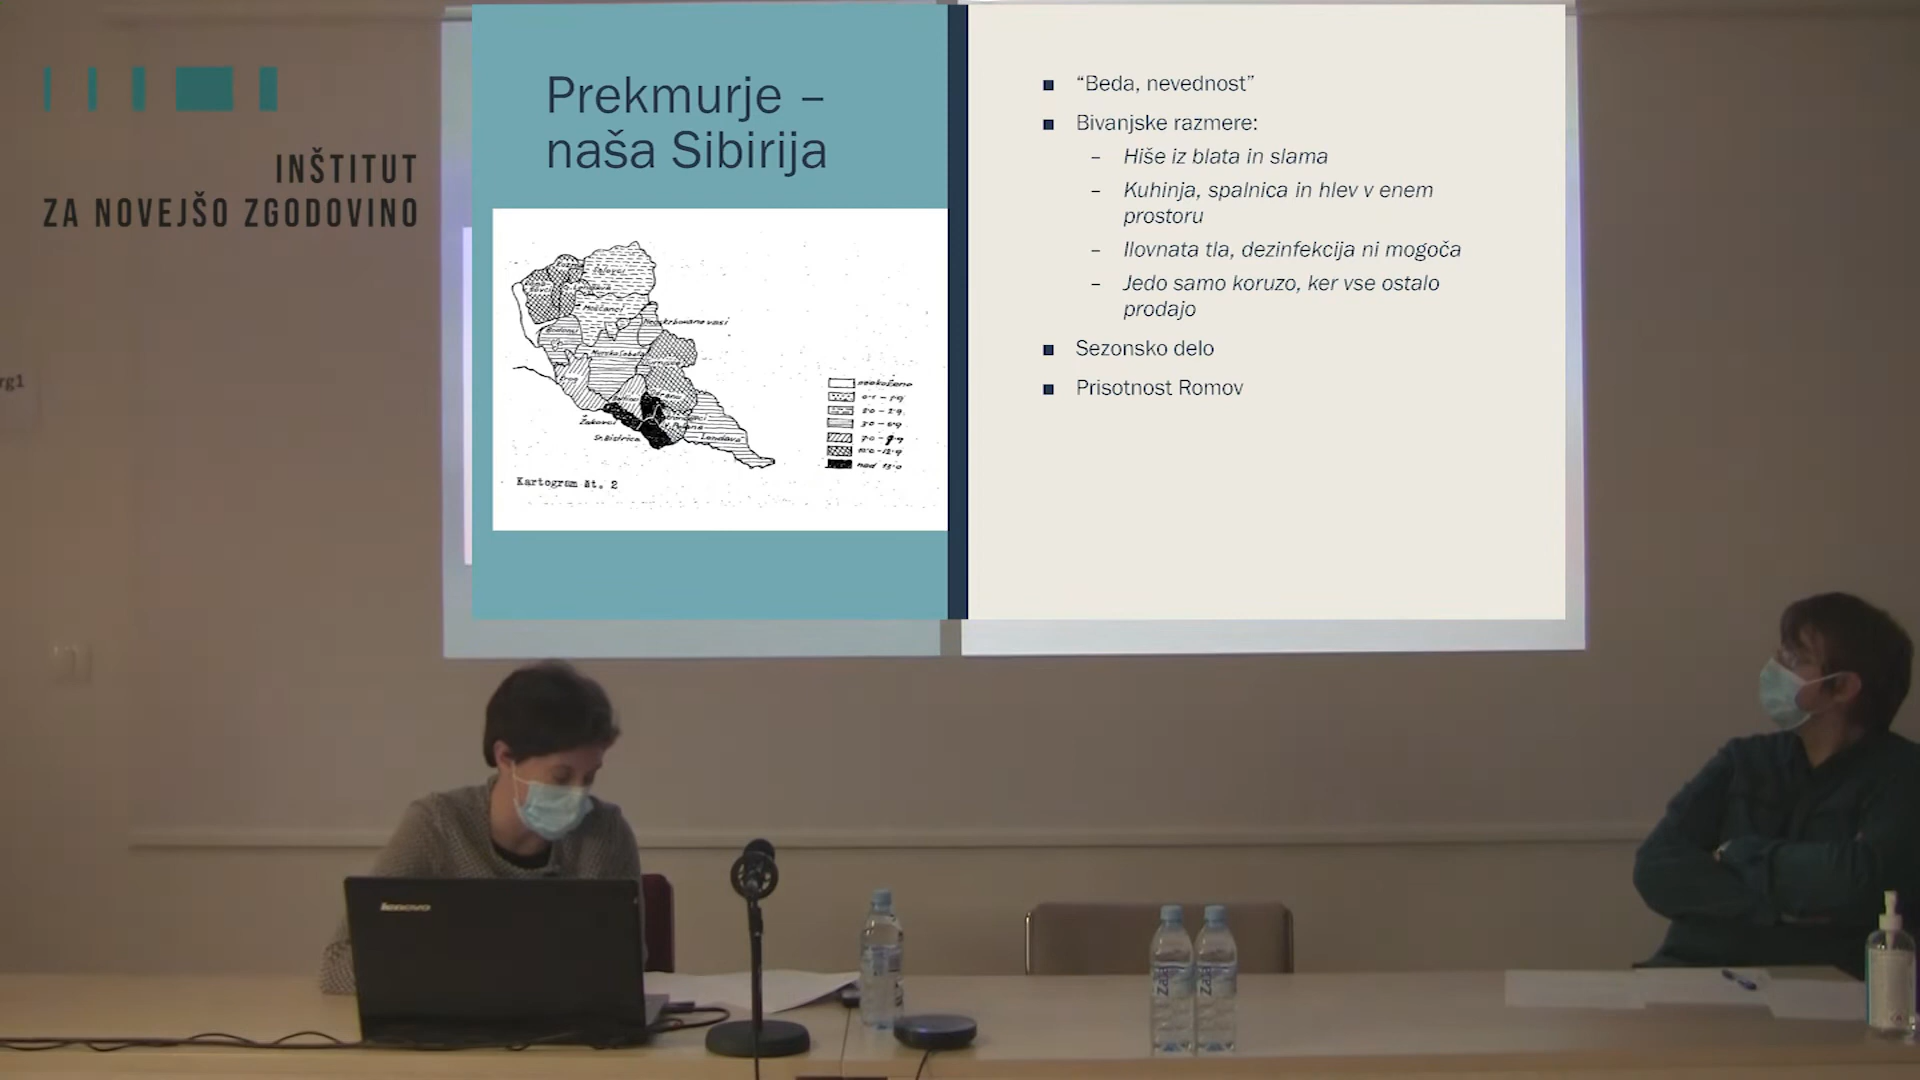 INŠTITUT
ZA NOVEJŠO ZGODOVINO
rg1
Prekmurje –
naša Sibirija
Kartogram št. 2
"Beda, nevednost"
Bivanjske razmere:
– Hiše iz blata in slama
– Kuhinja, spalnica in hlev v enem
prostoru
– Ilovnata tla, dezinfekcija ni mogoča
– Jedo samo koruzo, ker vse ostalo
prodajo
Sezonsko delo
Prisotnost Romov
lenovo